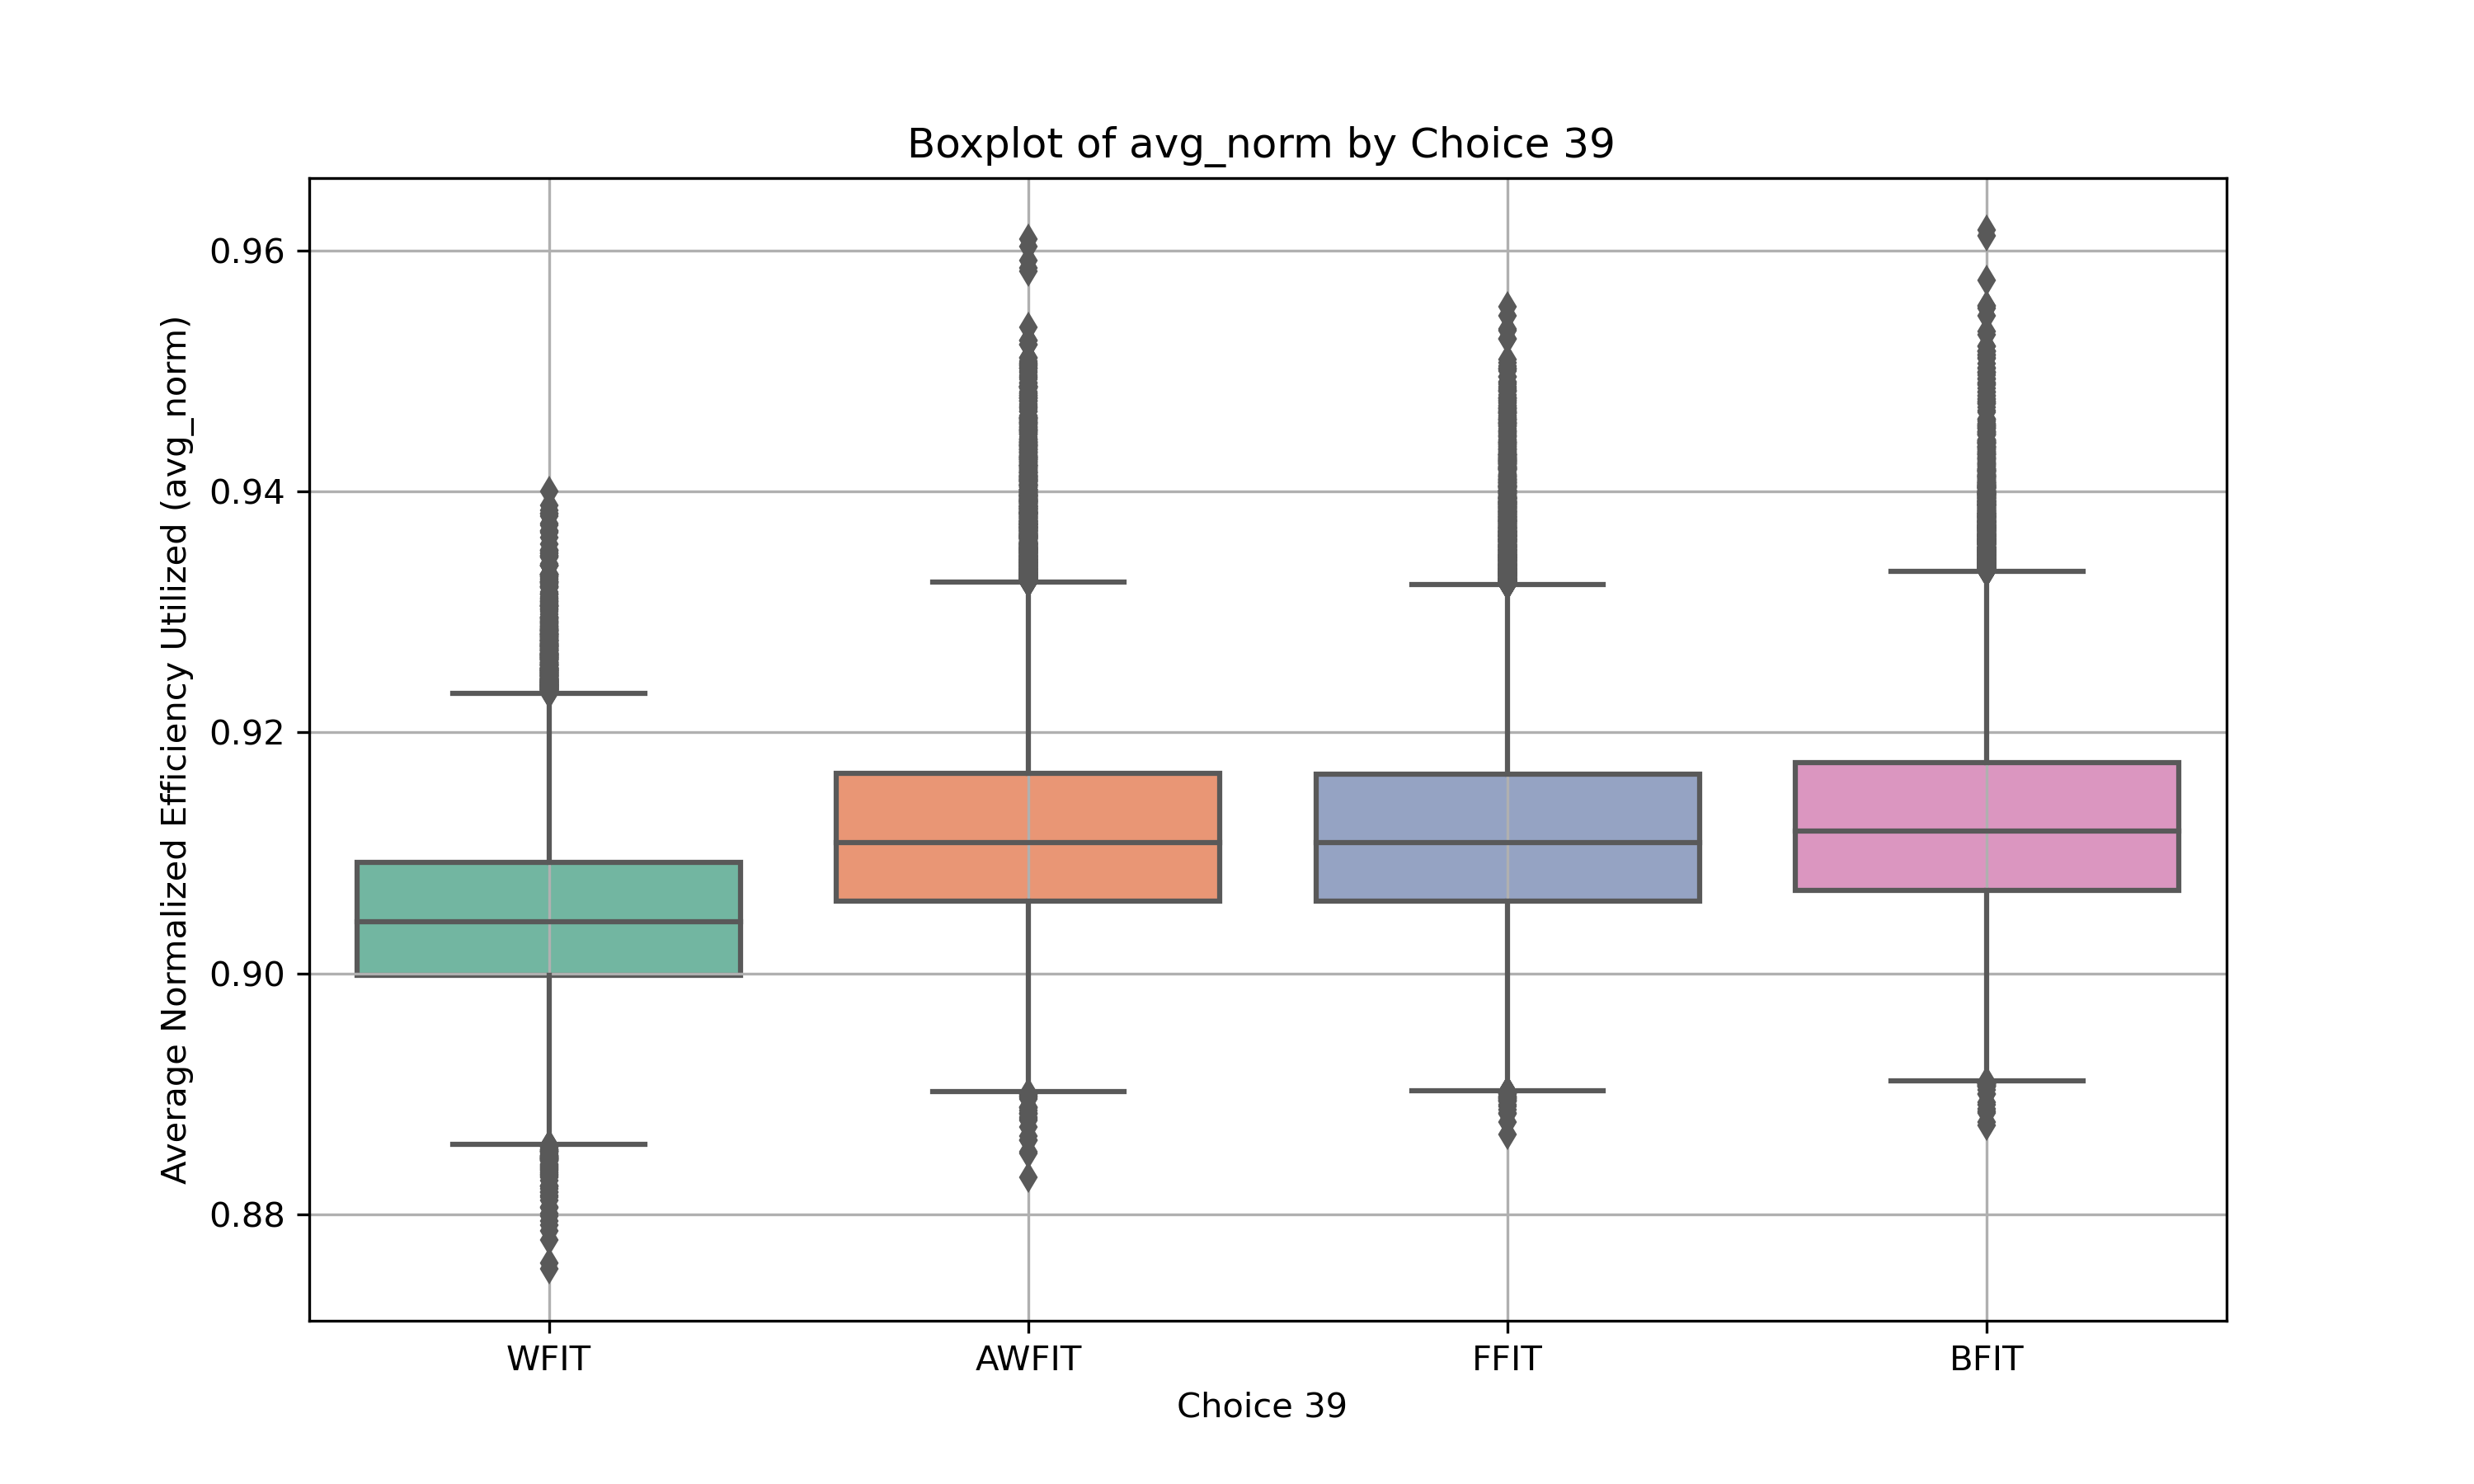 Boxplot of avg_norm by Choice 39
Average Normalized Efficiency Utilized (avg_norm)
0.96
0.94
0.92
0.90
0.88
WFIT AWFIT FFIT BFIT
Choice 39